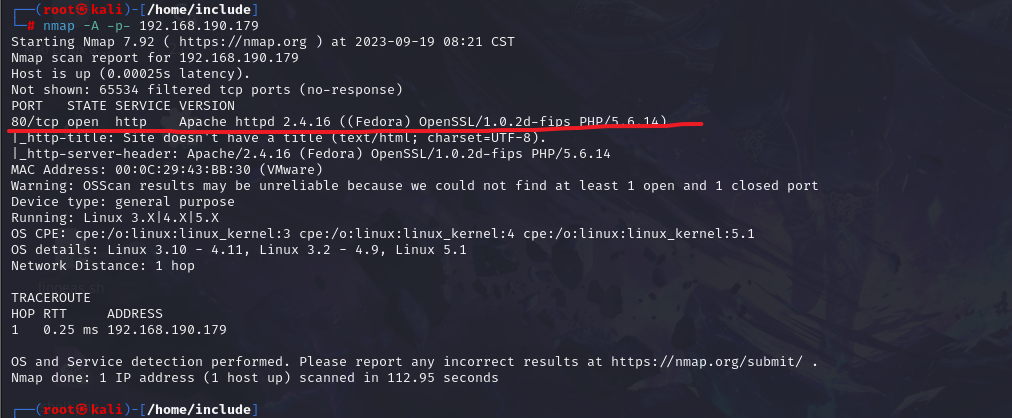 ┌──(root㉿kali)-[/home/include]
└─# nmap -A -p- 192.168.190.179
Starting Nmap 7.92 ( https://nmap.org ) at 2023-09-19 08:21 CST
Nmap scan report for 192.168.190.179
Host is up (0.00025s latency).
Not shown: 65534 filtered tcp ports (no-response)
PORT   STATE SERVICE VERSION
80/tcp open  http    Apache httpd 2.4.16 ((Fedora) OpenSSL/1.0.2d-fips PHP/5.6.14)
|_http-title: Site doesn't have a title (text/html; charset=UTF-8).
|_http-server-header: Apache/2.4.16 (Fedora) OpenSSL/1.0.2d-fips PHP/5.6.14
MAC Address: 00:0C:29:43:BB:30 (VMware)
Warning: OSScan results may be unreliable because we could not find at least 1 open and 1 closed port
Device type: general purpose
Running: Linux 3.X|4.X|5.X
OS CPE: cpe:/o:linux:linux_kernel:3 cpe:/o:linux:linux_kernel:4 cpe:/o:linux:linux_kernel:5.1
OS details: Linux 3.10 - 4.11, Linux 3.2 - 4.9, Linux 5.1
Network Distance: 1 hop
TRACEROUTE
HOP RTT     ADDRESS
1   0.25 ms 192.168.190.179
OS and Service detection performed. Please report any incorrect results at https://nmap.org/submit/ .
Nmap done: 1 IP address (1 host up) scanned in 112.95 seconds
┌──(root㉿kali)-[/home/include]